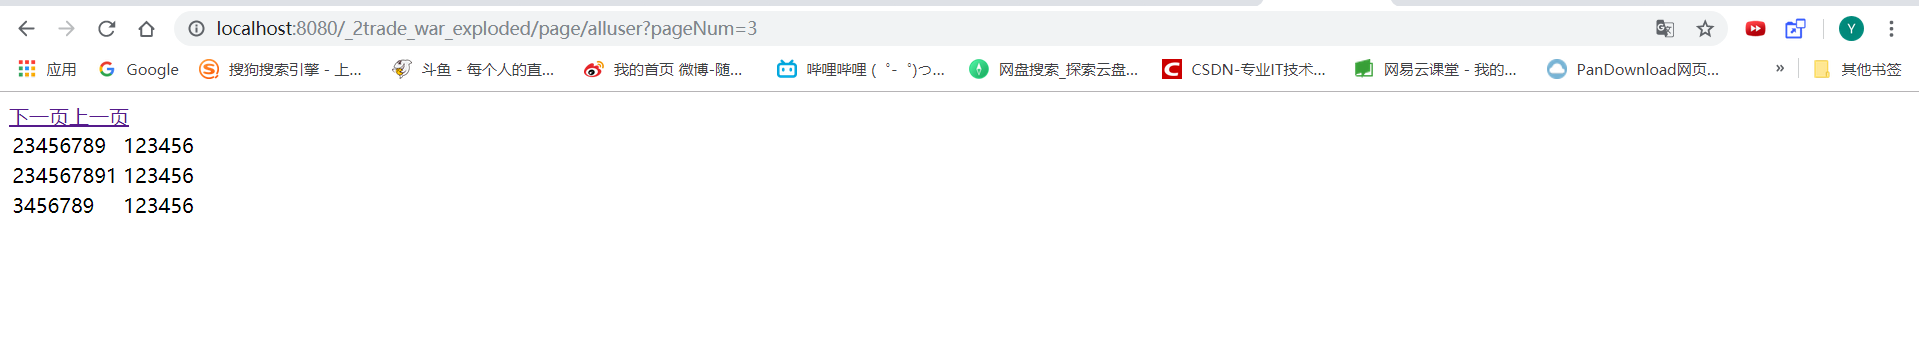 localhost:8080/_2trade_war_exploded/page/alluser?pageNum=3 Y
应用 Google 搜狗搜索引擎 - 上... 斗鱼 - 每个人的直... 我的首页 微博-随... 哔哩哔哩 (゜-゜)つ... 网盘搜索_探索云盘... CSDN-专业IT技术... 网易云课堂 - 我的... PanDownload网页... » 其他书签
下一页上一页
23456789 123456
234567891 123456
3456789 123456